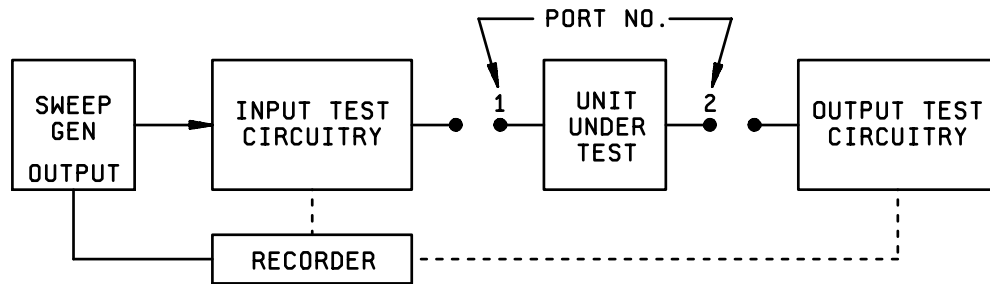 PORT NO.
SWEEP
GEN
OUTPUT
INPUT TEST
CIRCUITRY
1
UNIT
UNDER
TEST
2
OUTPUT TEST
CIRCUITRY
RECORDER